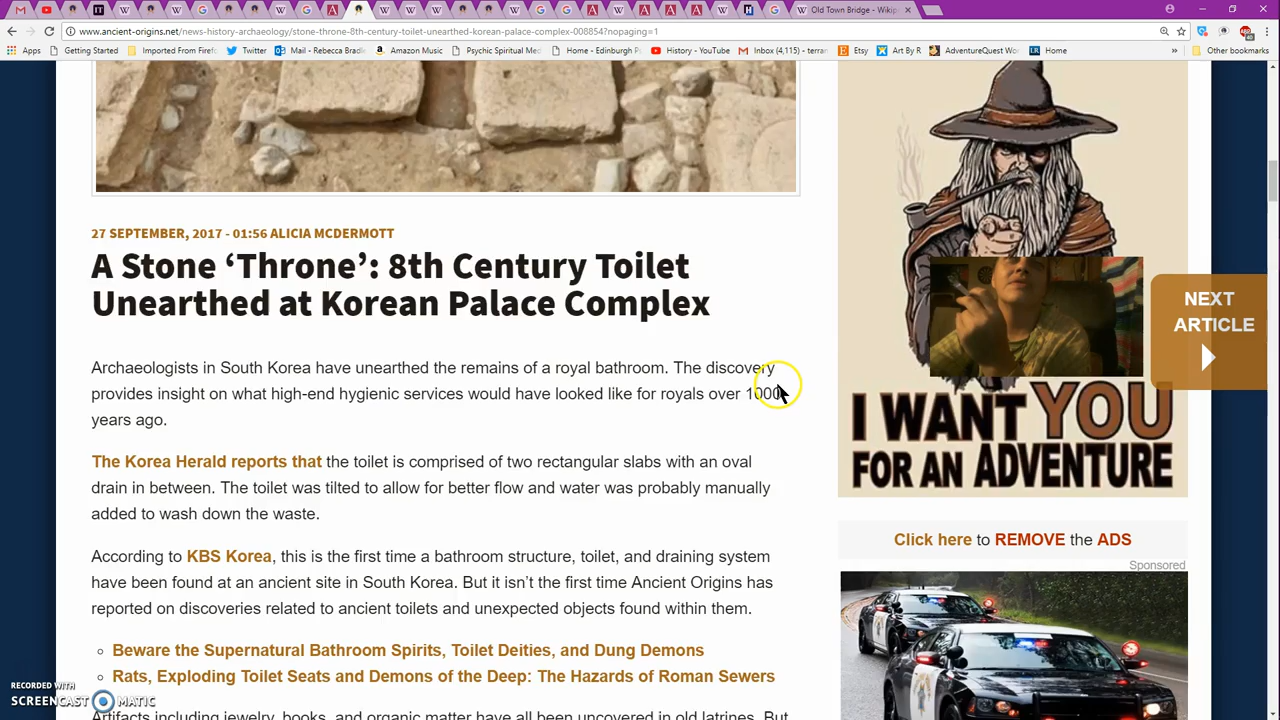 Old Town Bridge - Wikip
www.ancient-origins.net/news-history-archaeology/stone-throne-8th-century-toilet-unearthed-korean-palace-complex-008854?nopaging=1
Apps Getting Started Imported From Firefox Twitter Mail - Rebecca Bradle Amazon Music Psychic Spiritual Med Home - Edinburgh F History - YouTube Inbox (4,115) - terran Etsy Art By R AdventureQuest Wor Home » Other bookmarks
27 SEPTEMBER, 2017 - 01:56 ALICIA MCDERMOTT
A Stone ‘Throne’: 8th Century Toilet
Unearthed at Korean Palace Complex
Archaeologists in South Korea have unearthed the remains of a royal bathroom. The discovery
provides insight on what high-end hygienic services would have looked like for royals over 1000
years ago.
The Korea Herald reports that the toilet is comprised of two rectangular slabs with an oval
drain in between. The toilet was tilted to allow for better flow and water was probably manually
added to wash down the waste.
According to KBS Korea, this is the first time a bathroom structure, toilet, and draining system
have been found at an ancient site in South Korea. But it isn’t the first time Ancient Origins has
reported on discoveries related to ancient toilets and unexpected objects found within them.
Beware the Supernatural Bathroom Spirits, Toilet Deities, and Dung Demons
Rats, Exploding Toilet Seats and Demons of the Deep: The Hazards of Roman Sewers
Artifacts including jewelry, books, and organic matter have all been uncovered in old latrines. But
I WANT YOU
FOR AN ADVENTURE
NEXT
ARTICLE
Click here to REMOVE the ADS
Sponsored
RECORDED WITH
SCREENCAST MATIC